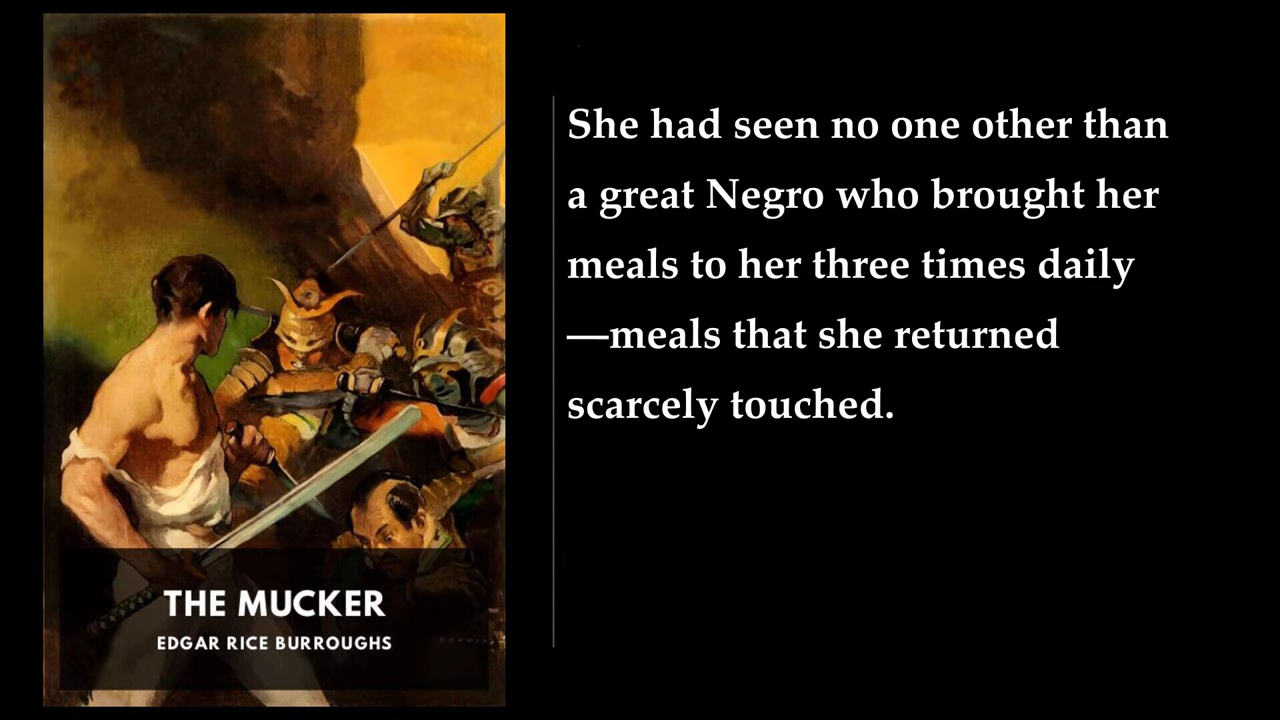 She had seen no one other than
a great Negro who brought her
meals to her three times daily
—meals that she returned
scarcely touched.
THE MUCKER
EDGAR RICE BURROUGHS